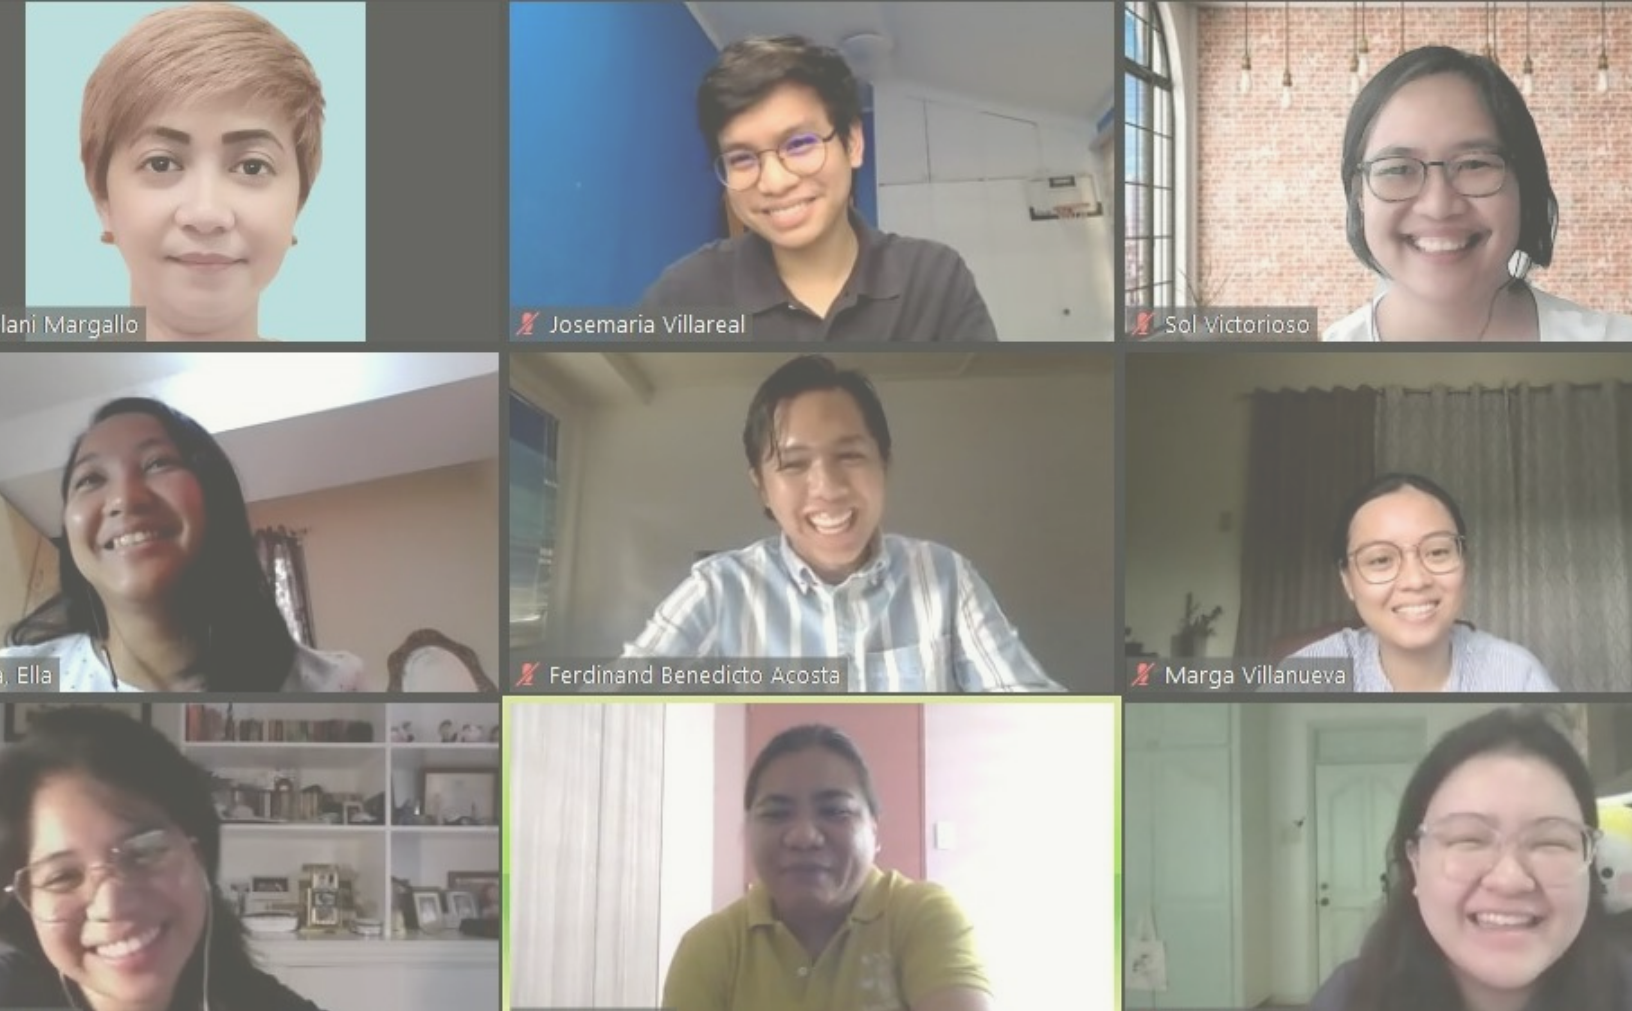 lani Margallo
Josemaria Villareal
Sol Victorioso
a. Ella
Ferdinand Benedicto Acosta
Marga Villanueva